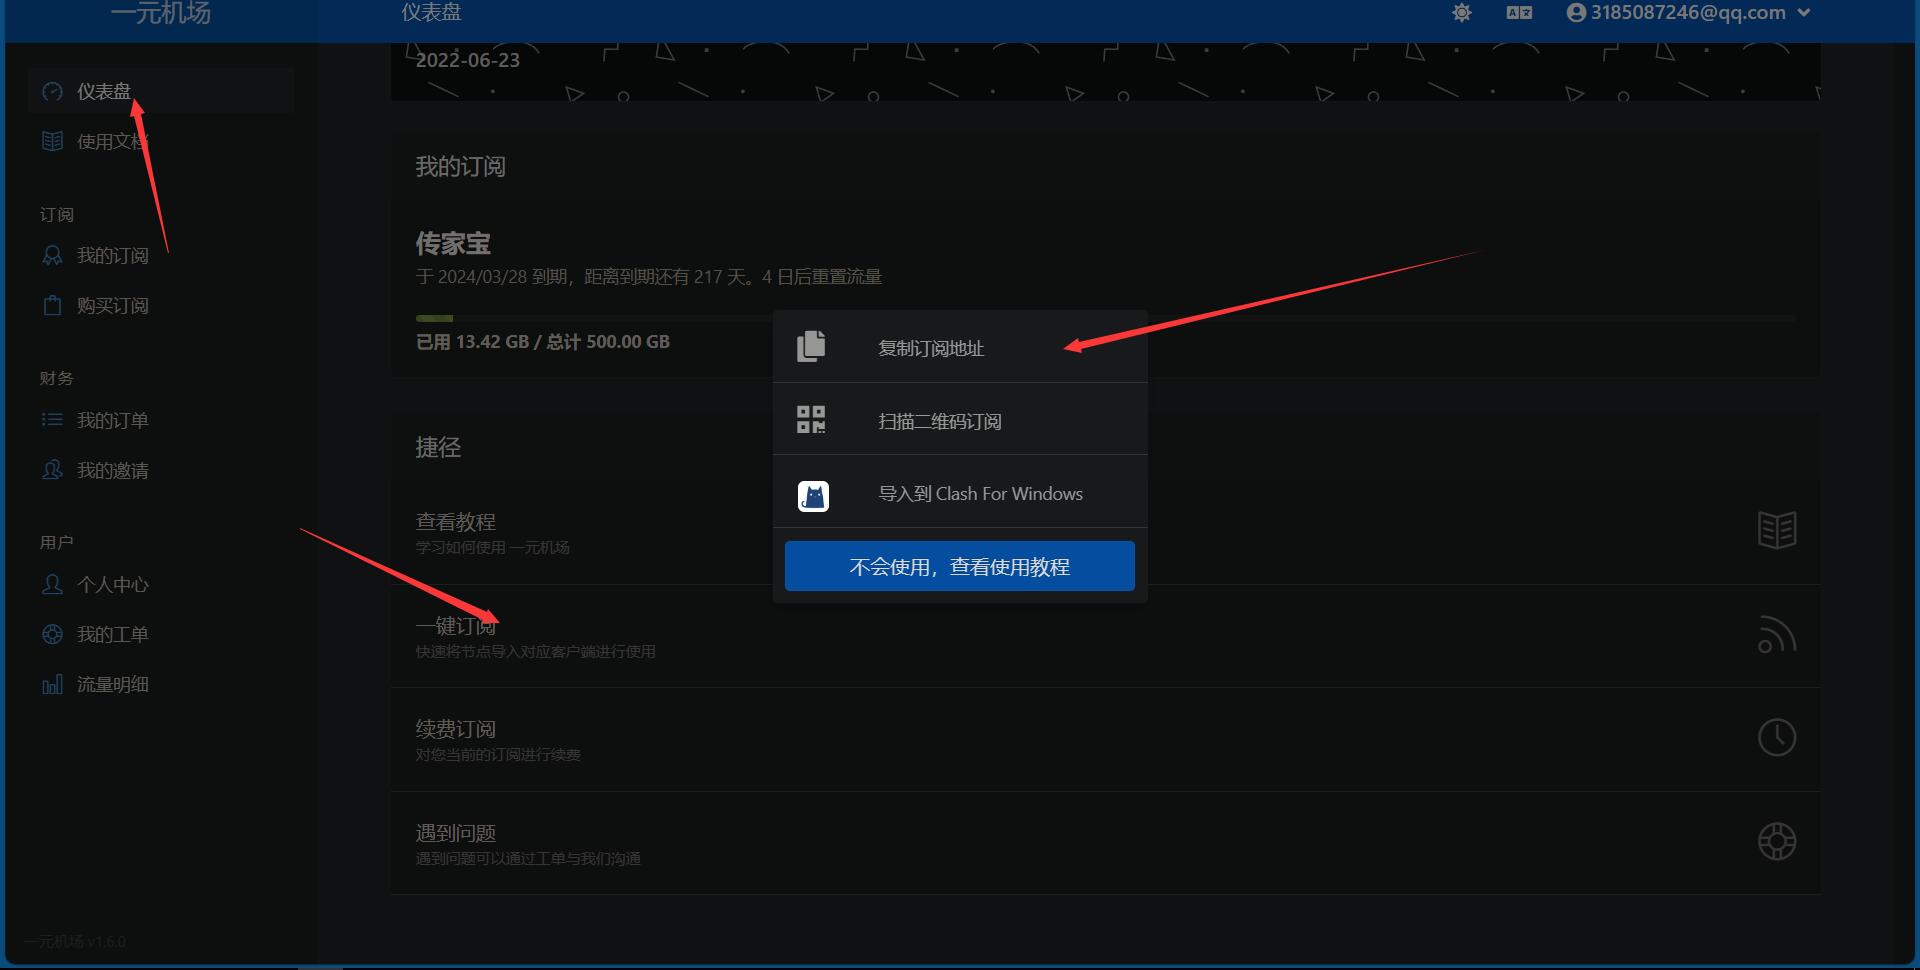 一元机场
仪表盘
3185087246@qq.com
2022-06-23
仪表盘
使用文档
订阅
我的订阅
购买订阅
财务
我的订单
我的邀请
用户
个人中心
我的工单
流量明细
一元机场 v1.6.0
我的订阅
传家宝
于 2024/03/28 到期，距离到期还有 217 天。4 日后重置流量
已用 13.42 GB / 总计 500.00 GB
复制订阅地址
扫描二维码订阅
导入到 Clash For Windows
不会使用，查看使用教程
捷径
查看教程
学习如何使用 一元机场
一键订阅
快速将节点导入对应客户端进行使用
续费订阅
对您当前的订阅进行续费
遇到问题
遇到问题可以通过工单与我们沟通